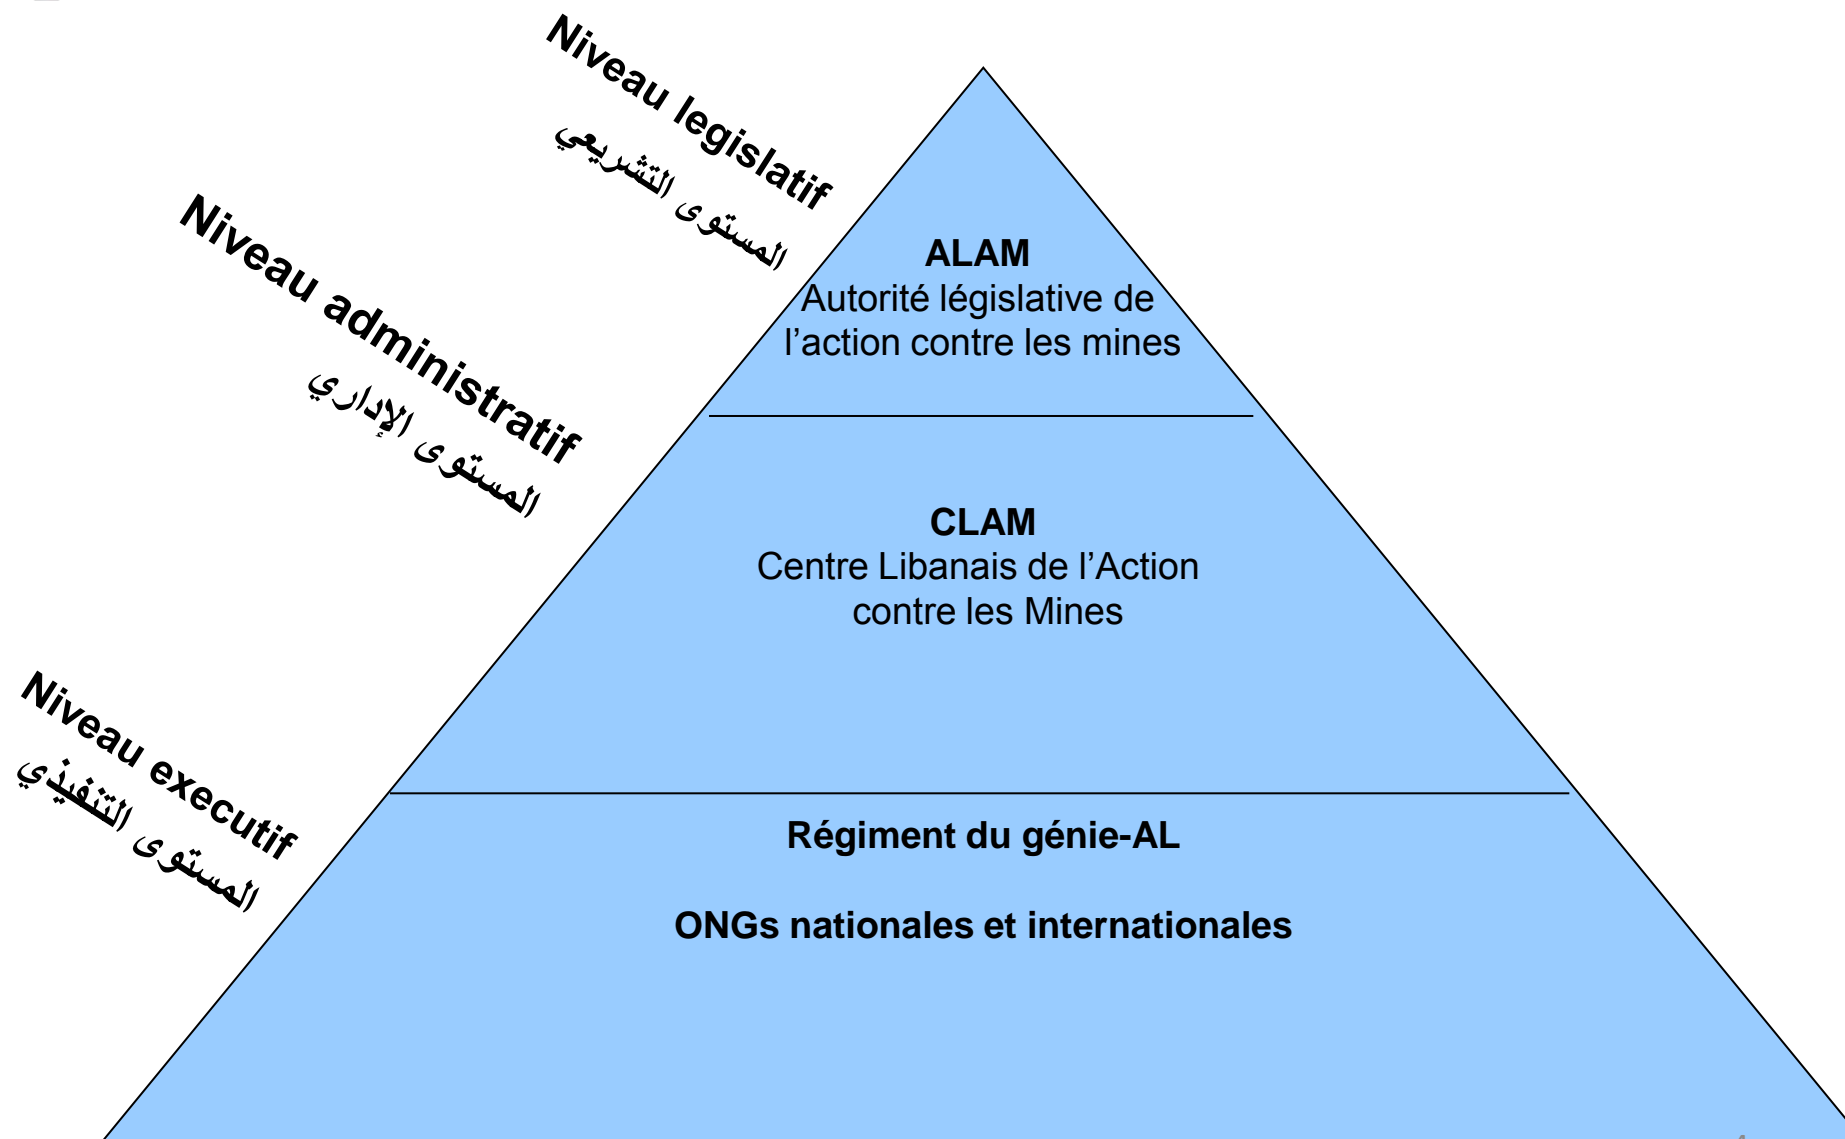 Niveau legislatif
المستوى التشريعي
ALAM
Autorité législative de
l’action contre les mines
Niveau administratif
المستوى الإداري
CLAM
Centre Libanais de l’Action
contre les Mines
Niveau executif
المستوى التنفيذي
Régiment du génie-AL
ONGs nationales et internationales